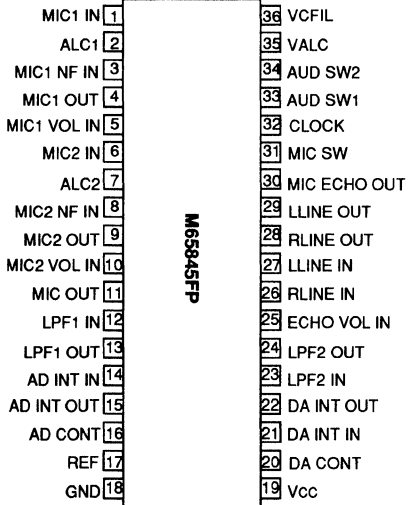 MIC1 IN 1
ALC1 2
MIC1 NF IN 3
MIC1 OUT 4
MIC1 VOL IN 5
MIC2 IN 6
ALC2 7
MIC2 NF IN 8
MIC2 OUT 9
MIC2 VOL IN 10
MIC OUT 11
LPF1 IN 12
LPF1 OUT 13
AD INT IN 14
AD INT OUT 15
AD CONT 16
REF 17
GND 18
M65845FP
36 VCFIL
35 VALC
34 AUD SW2
33 AUD SW1
32 CLOCK
31 MIC SW
30 MIC ECHO OUT
29 LLINE OUT
28 RLINE OUT
27 LLINE IN
26 RLINE IN
25 ECHO VOL IN
24 LPF2 OUT
23 LPF2 IN
22 DA INT OUT
21 DA INT IN
20 DA CONT
19 Vcc